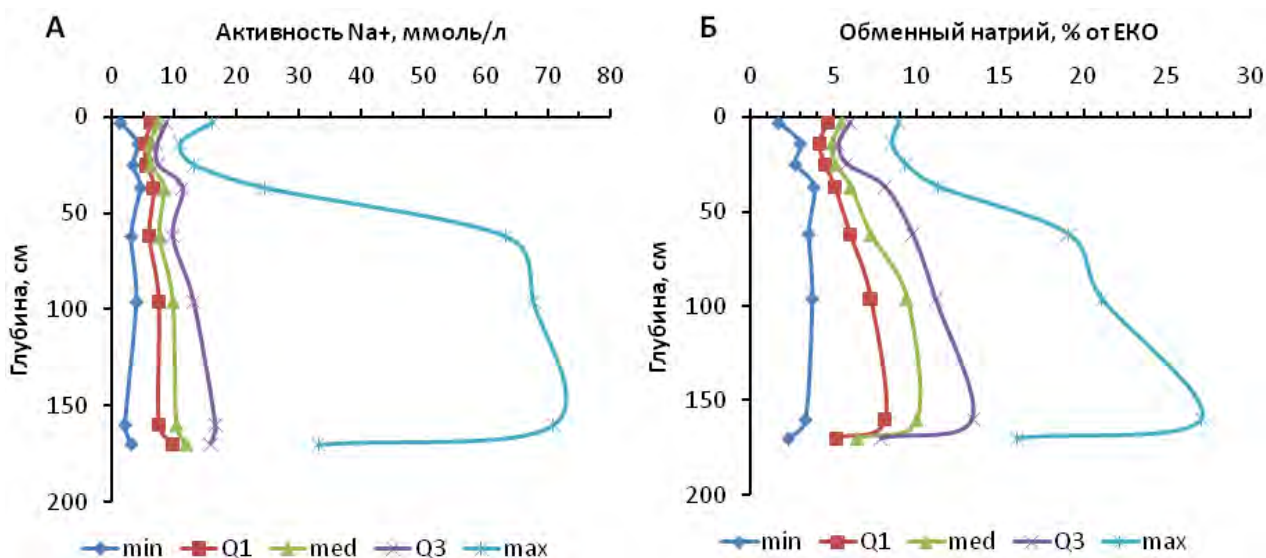 А
Активность Na+, ммоль/л
0 10 20 30 40 50 60 70 80
0
50
100
150
200
Глубина, см
min Q1 med Q3 max
Б
Обменный натрий, % от ЕКО
0 5 10 15 20 25 30
0
50
100
150
200
Глубина, см
min Q1 med Q3 max